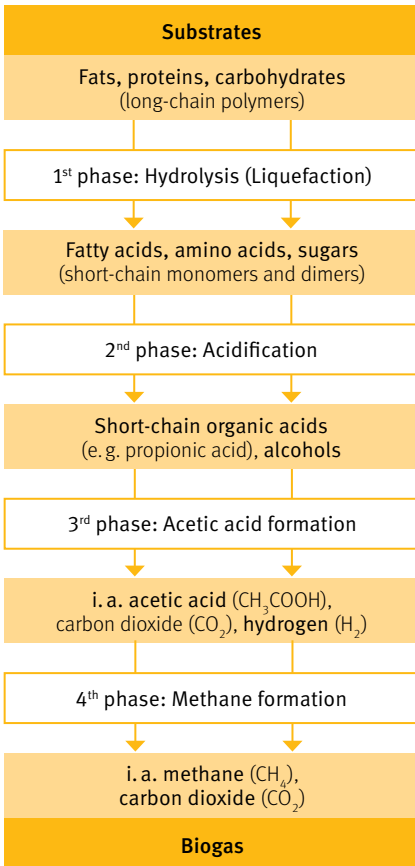 Substrates
Fats, proteins, carbohydrates
(long-chain polymers)
1st phase: Hydrolysis (Liquefaction)
Fatty acids, amino acids, sugars
(short-chain monomers and dimers)
2nd phase: Acidification
Short-chain organic acids
(e. g. propionic acid), alcohols
3rd phase: Acetic acid formation
i. a. acetic acid (CH₃COOH),
carbon dioxide (CO₂), hydrogen (H₂)
4th phase: Methane formation
i. a. methane (CH₄),
carbon dioxide (CO₂)
Biogas